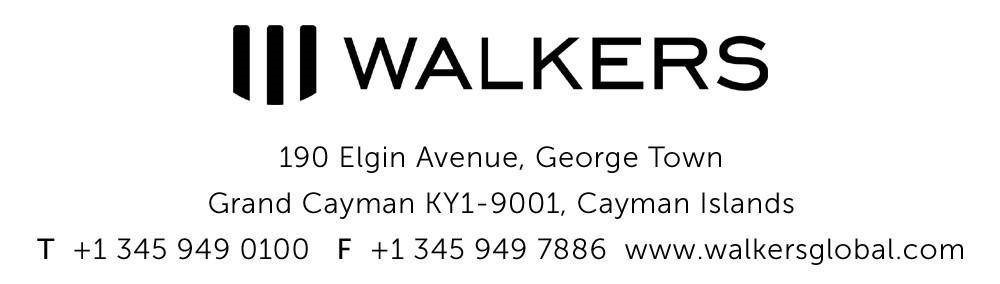 WALKERS
190 Elgin Avenue, George Town
Grand Cayman KY1-9001, Cayman Islands
T +1 345 949 0100 F +1 345 949 7886 www.walkersglobal.com